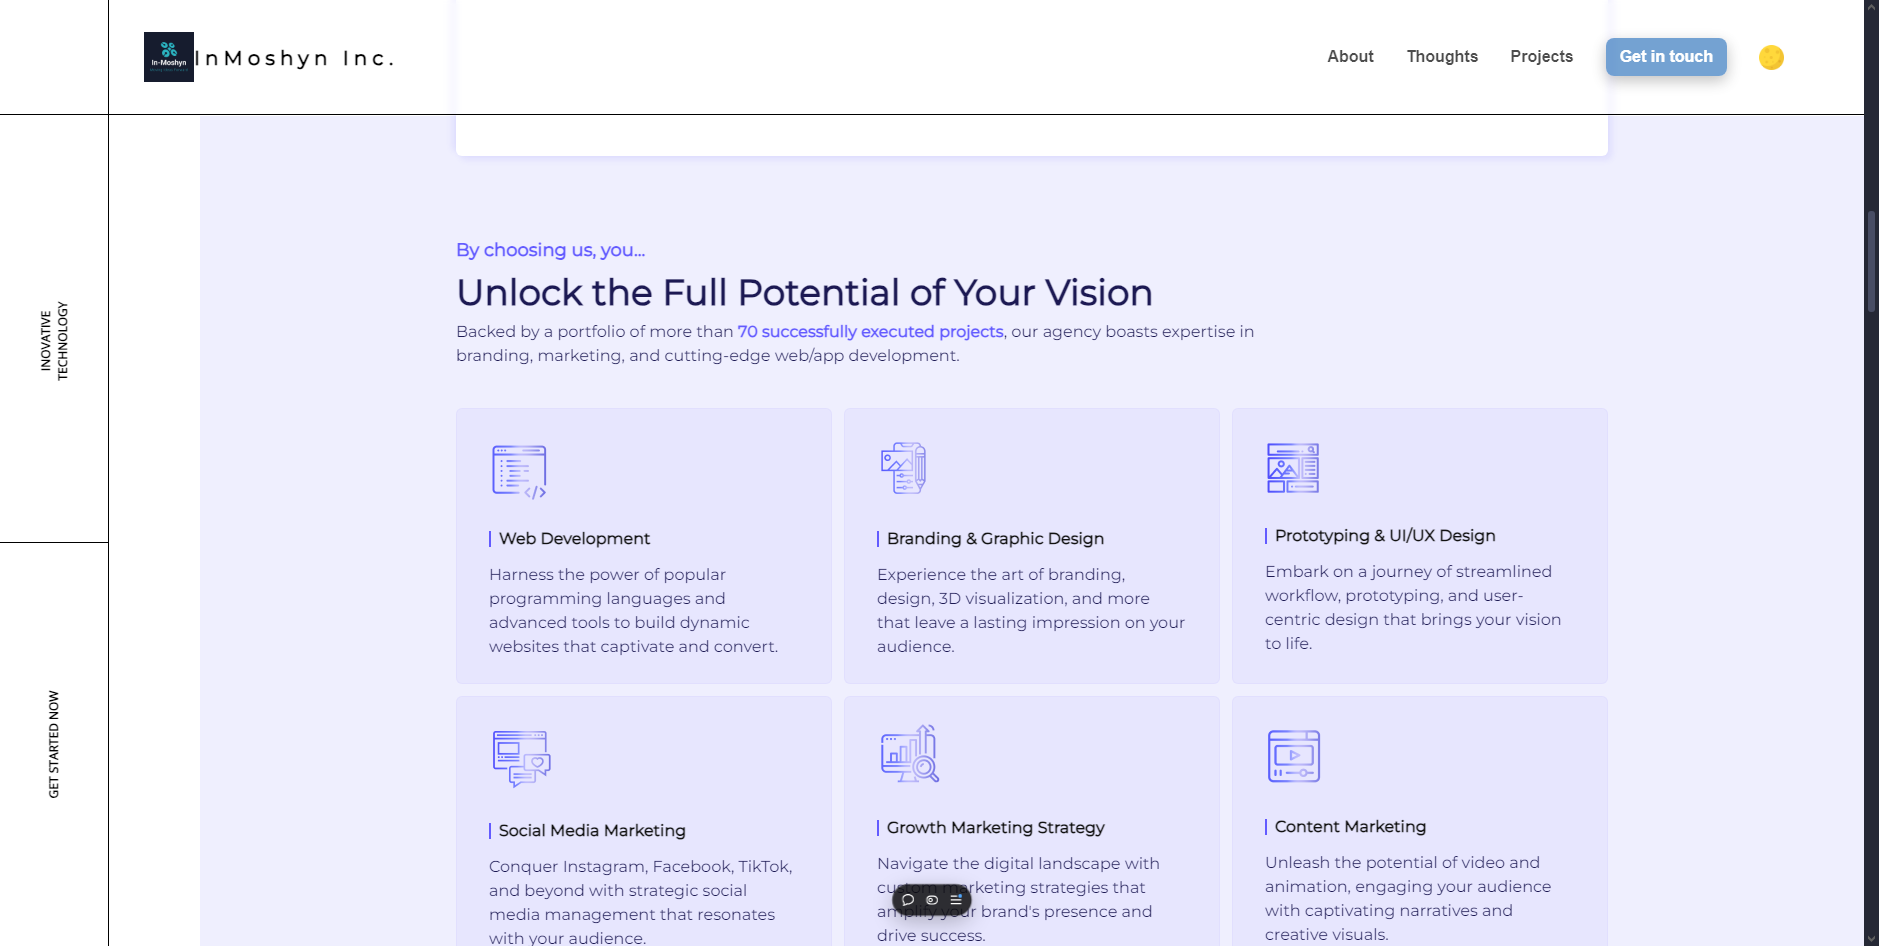 In-Moshyn
InMoshyn Inc.
About
Thoughts
Projects
Get in touch
INOVATIVE
TECHNOLOGY
GET STARTED NOW
By choosing us, you...
Unlock the Full Potential of Your Vision
Backed by a portfolio of more than 70 successfully executed projects, our agency boasts expertise in
branding, marketing, and cutting-edge web/app development.
Web Development
Harness the power of popular
programming languages and
advanced tools to build dynamic
websites that captivate and convert.
Branding & Graphic Design
Experience the art of branding,
design, 3D visualization, and more
that leave a lasting impression on your
audience.
Prototyping & UI/UX Design
Embark on a journey of streamlined
workflow, prototyping, and user-
centric design that brings your vision
to life.
Social Media Marketing
Conquer Instagram, Facebook, TikTok,
and beyond with strategic social
media management that resonates
with your audience.
Growth Marketing Strategy
Navigate the digital landscape with
custom marketing strategies that
amplify your brand's presence and
drive success.
Content Marketing
Unleash the potential of video and
animation, engaging your audience
with captivating narratives and
creative visuals.